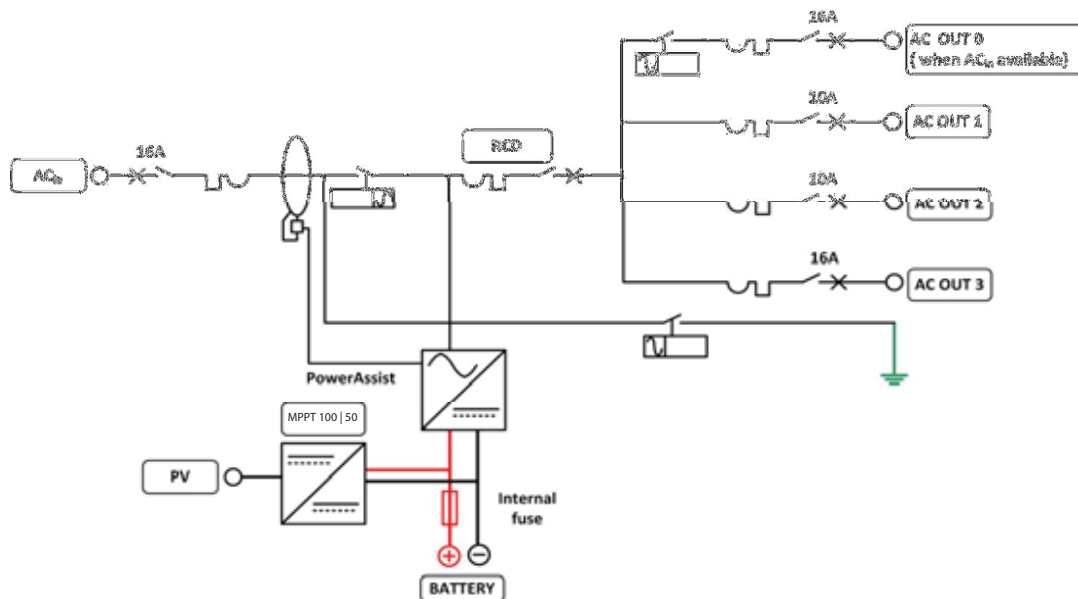 16A
AC OUT 0
(when ACin available)
10A
AC OUT 1
RCD
16A
ACin
10A
AC OUT 2
16A
AC OUT 3
PowerAssist
MPPT 100 | 50
PV
Internal
fuse
BATTERY